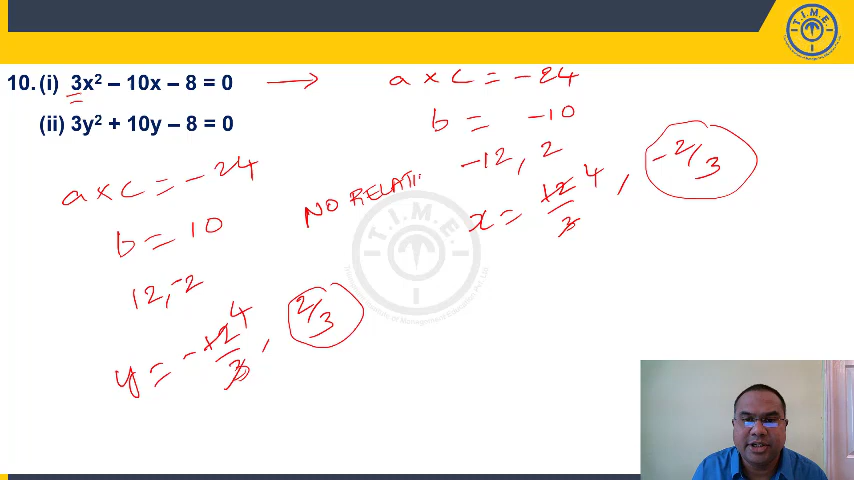 T.I.M.E.
10. (i) 3x² − 10x − 8 = 0
(ii) 3y² + 10y − 8 = 0
a × c = -24
b = -10
-12, 2
x = 12/3 4, -2/3
a × c = -24
b = 10
12, -2
y = -12/3 4, 2/3
NO RELATI
T.I.M.E.